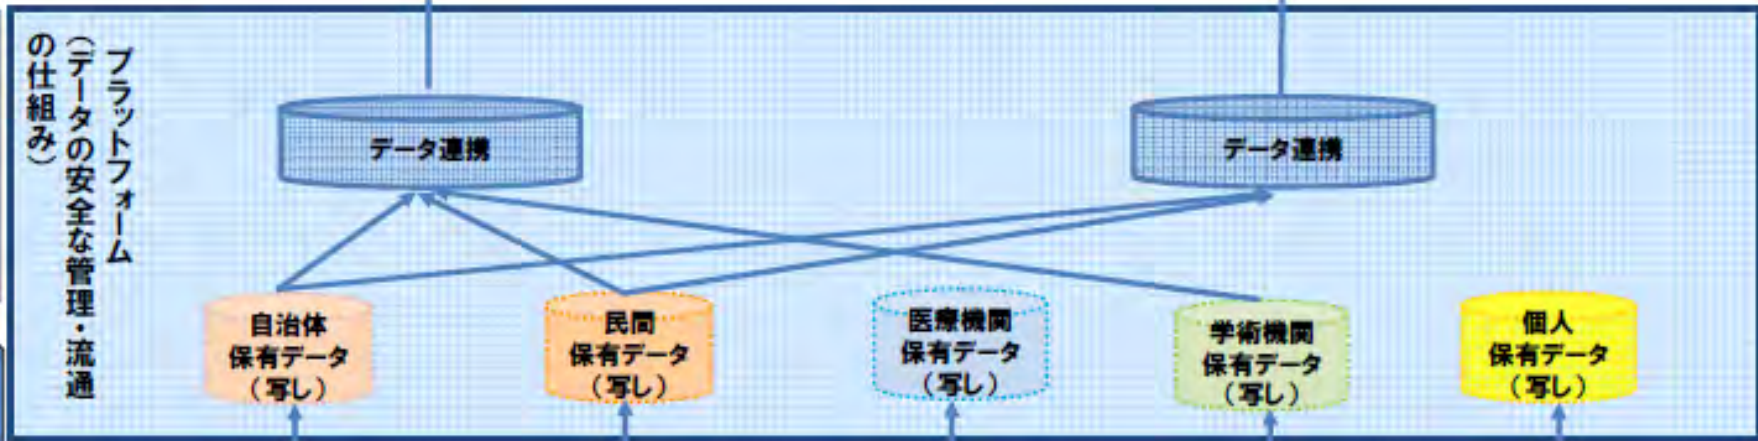 プラットフォーム
（データの安全な管理・流通
の仕組み）
データ連携
データ連携
自治体
保有データ
（写し）
民間
保有データ
（写し）
医療機関
保有データ
（写し）
学術機関
保有データ
（写し）
個人
保有データ
（写し）